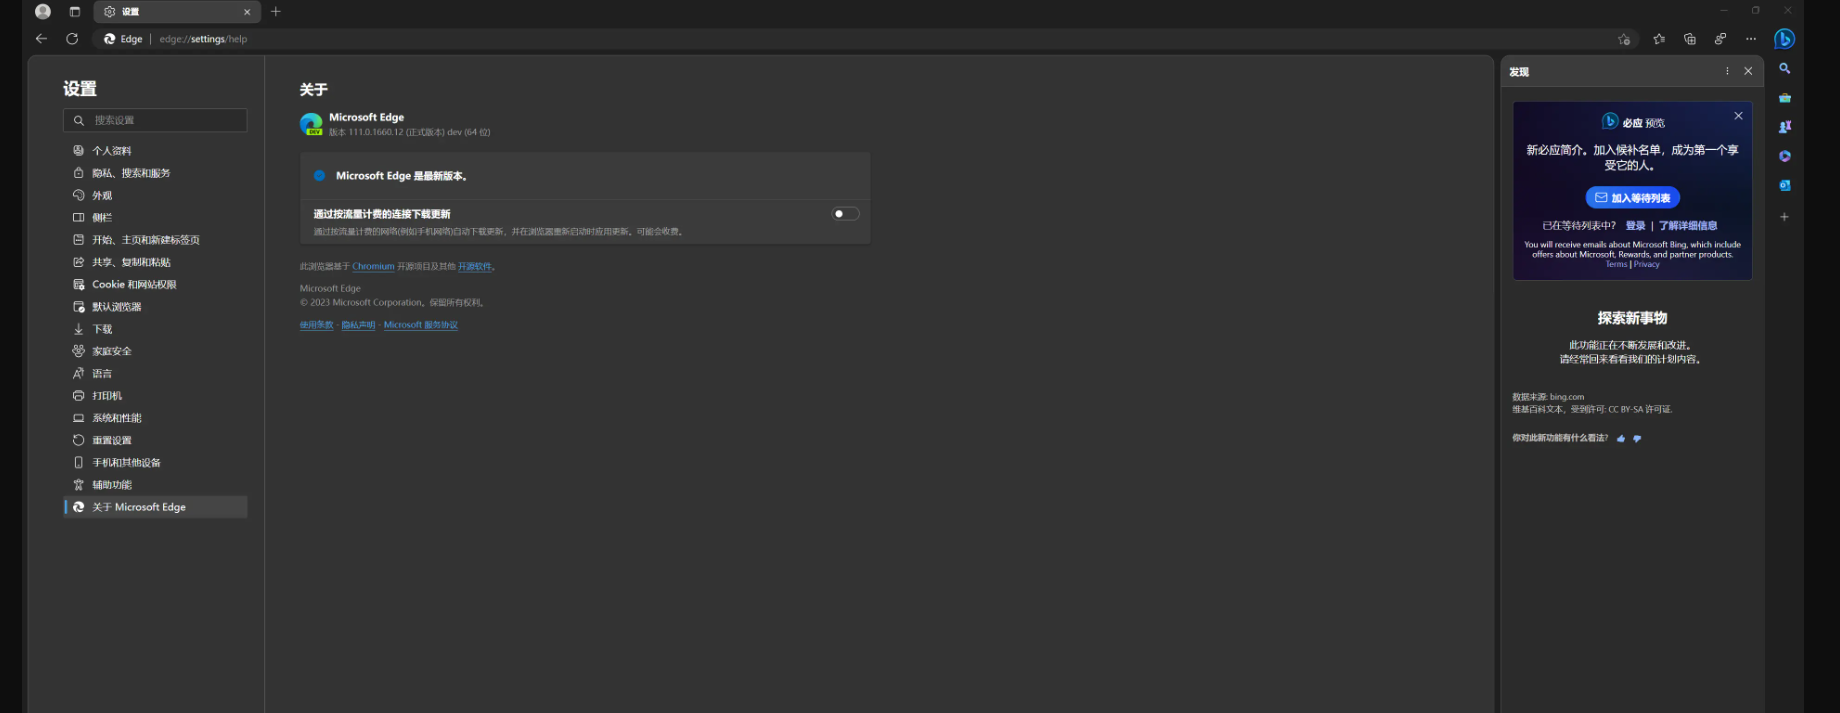 设置
Edge | edge://settings/help
设置
搜索设置
个人资料
隐私、搜索和服务
外观
侧栏
开始、主页和新建标签页
共享、复制和粘贴
Cookie 和网站权限
默认浏览器
下载
家庭安全
语言
打印机
系统和性能
重置设置
手机和其他设备
辅助功能
关于 Microsoft Edge
关于
DEV
Microsoft Edge
版本 111.0.1660.12 (正式版本) dev (64 位)
Microsoft Edge 是最新版本。
通过按流量计费的连接下载更新
通过按流量计费的网络(例如手机网络)自动下载更新，并在浏览器重新启动时应用更新。可能会收费。
此浏览器基于 Chromium 开源项目及其他 开源软件。
Microsoft Edge
© 2023 Microsoft Corporation。保留所有权利。
使用条款 - 隐私声明 - Microsoft 服务协议
发现
必应 预览
新必应简介。加入候补名单，成为第一个享
受它的人。
加入等待列表
已在等待列表中? 登录 | 了解详细信息
You will receive emails about Microsoft Bing, which include
offers about Microsoft, Rewards, and partner products.
Terms | Privacy
探索新事物
此功能正在不断发展和改进。
请经常回来看看我们的计划内容。
数据来源: bing.com
维基百科文本，受到许可: CC BY-SA 许可证.
你对此新功能有什么看法?